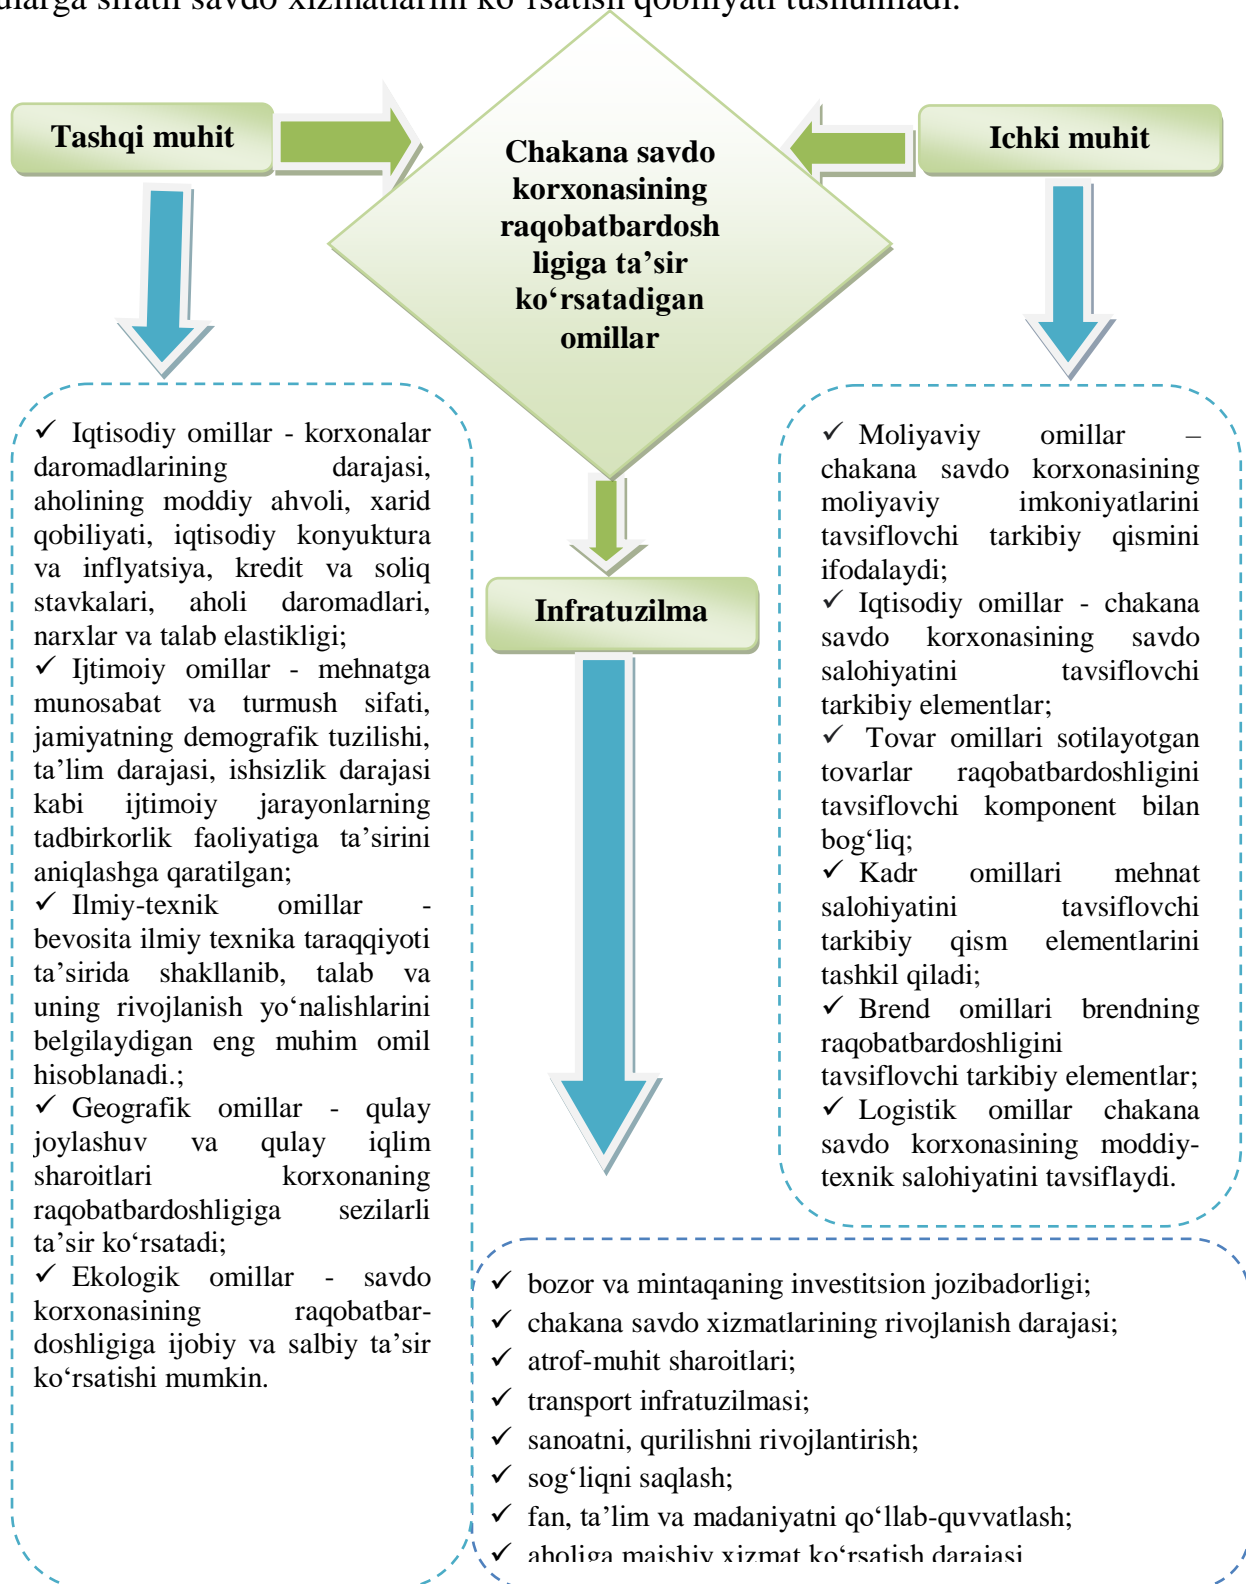 sifatli savdo xizmatlarini ko‘rsatish qobiliyati tushuniladi.
Tashqi muhit
Chakana savdo
korxonasining
raqobatbardosh
ligiga ta’sir
ko‘rsatadigan
omillar
Ichki muhit
✓ Iqtisodiy omillar - korxonalar
daromadlarining darajasi,
aholining moddiy ahvoli, xarid
qobiliyati, iqtisodiy konyuktura
va inflyatsiya, kredit va soliq
stavkalari, aholi daromadlari,
narxlar va talab elastikligi;
✓ Ijtimoiy omillar - mehnatga
munosabat va turmush sifati,
jamiyatning demografik tuzilishi,
ta’lim darajasi, ishsizlik darajasi
kabi ijtimoiy jarayonlarning
tadbirkorlik faoliyatiga ta’sirini
aniqlashga qaratilgan;
✓ Ilmiy-texnik omillar -
bevosita ilmiy texnika taraqqiyoti
ta’sirida shakllanib, talab va
uning rivojlanish yo‘nalishlarini
belgilaydigan eng muhim omil
hisoblanadi.;
✓ Geografik omillar - qulay
joylashuv va qulay iqlim
sharoitlari korxonaning
raqobatbardoshligiga sezilarli
ta’sir ko‘rsatadi;
✓ Ekologik omillar - savdo
korxonasining raqobatbar-
doshligiga ijobiy va salbiy ta’sir
ko‘rsatishi mumkin.
Infratuzilma
✓ Moliyaviy omillar –
chakana savdo korxonasining
moliyaviy imkoniyatlarini
tavsiflovchi tarkibiy qismini
ifodalaydi;
✓ Iqtisodiy omillar - chakana
savdo korxonasining savdo
salohiyatini tavsiflovchi
tarkibiy elementlar;
✓ Tovar omillari sotilayotgan
tovarlar raqobatbardoshligini
tavsiflovchi komponent bilan
bog‘liq;
✓ Kadr omillari mehnat
salohiyatini tavsiflovchi
tarkibiy qism elementlarini
tashkil qiladi;
✓ Brend omillari brendning
raqobatbardoshligini
tavsiflovchi tarkibiy elementlar;
✓ Logistik omillar chakana
savdo korxonasining moddiy-
texnik salohiyatini tavsiflaydi.
✓ bozor va mintaqaning investitsion jozibadorligi;
✓ chakana savdo xizmatlarining rivojlanish darajasi;
✓ atrof-muhit sharoitlari;
✓ transport infratuzilmasi;
✓ sanoatni, qurilishni rivojlantirish;
✓ sog‘liqni saqlash;
✓ fan, ta’lim va madaniyatni qo‘llab-quvvatlash;
✓ aholiga maishiy xizmat ko‘rsatish darajasi